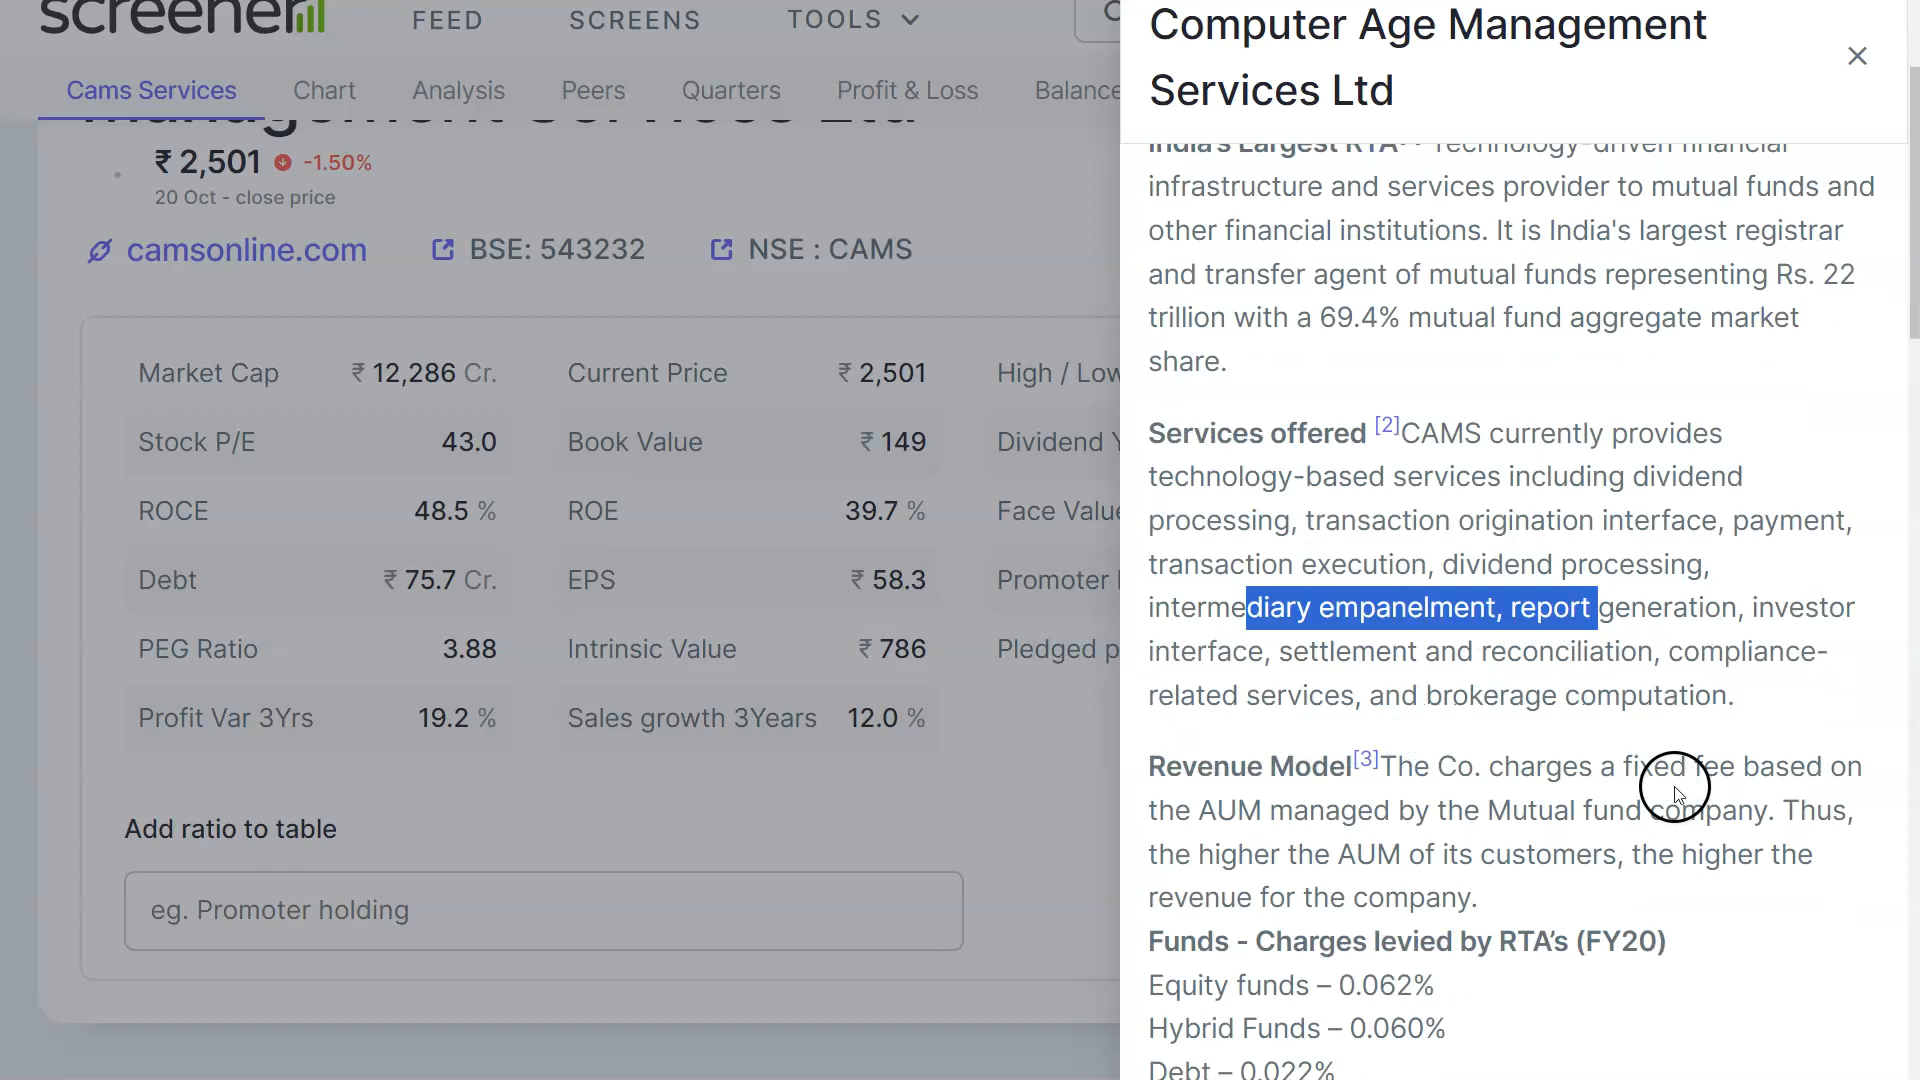 screener
FEED
SCREENS
TOOLS
Cams Services
Chart
Analysis
Peers
Quarters
Profit & Loss
Balance
Management Services Ltd
₹ 2,501
-1.50%
20 Oct - close price
camsonline.com
BSE: 543232
NSE : CAMS
Market Cap
₹ 12,286 Cr.
Current Price
₹ 2,501
High / Low
Stock P/E
43.0
Book Value
₹ 149
Dividend Y
ROCE
48.5 %
ROE
39.7 %
Face Value
Debt
₹ 75.7 Cr.
EPS
₹ 58.3
Promoter
PEG Ratio
3.88
Intrinsic Value
₹ 786
Pledged p
Profit Var 3Yrs
19.2 %
Sales growth 3Years
12.0 %
Add ratio to table
eg. Promoter holding
Computer Age Management
Services Ltd
India's Largest RTA Technology-driven financial
infrastructure and services provider to mutual funds and
other financial institutions. It is India's largest registrar
and transfer agent of mutual funds representing Rs. 22
trillion with a 69.4% mutual fund aggregate market
share.
Services offered [2]CAMS currently provides
technology-based services including dividend
processing, transaction origination interface, payment,
transaction execution, dividend processing,
intermediary empanelment, report generation, investor
interface, settlement and reconciliation, compliance-
related services, and brokerage computation.
Revenue Model[3]The Co. charges a fixed fee based on
the AUM managed by the Mutual fund company. Thus,
the higher the AUM of its customers, the higher the
revenue for the company.
Funds - Charges levied by RTA’s (FY20)
Equity funds – 0.062%
Hybrid Funds – 0.060%
Debt – 0.022%